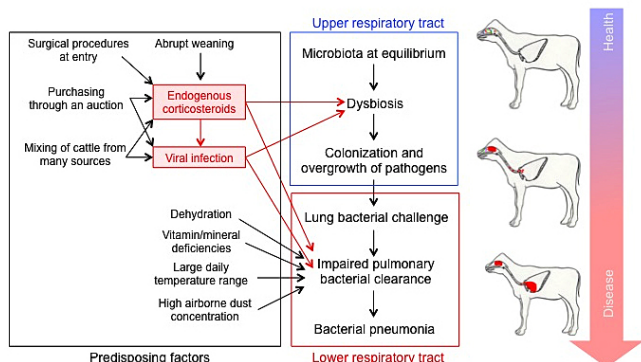 Upper respiratory tract
Surgical procedures
at entry
Abrupt weaning
Purchasing
through an auction
Mixing of cattle from
many sources
Endogenous
corticosteroids
Viral infection
Dehydration
Vitamin/mineral
deficiencies
Large daily
temperature range
High airborne dust
concentration
Predisposing factors
Microbiota at equilibrium
Dysbiosis
Colonization and
overgrowth of pathogens
Lung bacterial challenge
Impaired pulmonary
bacterial clearance
Bacterial pneumonia
Lower respiratory tract
Health
Disease